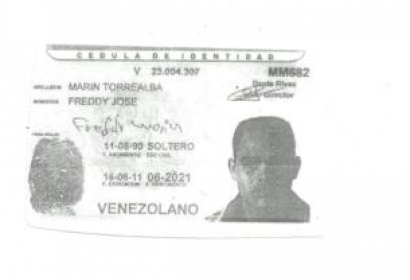 CEDULA DE IDENTIDAD
V 25.004.307 MM682
APELLIDOS MARIN TORREALBA Dante Rivas
NOMBRES FREDDY JOSE Director
Freddy Marin
11-08-90 SOLTERO
F. NACIMIENTO EDO CIVIL
16-06-11 06-2021
F. EXPEDICION F. VENCIMIENTO
VENEZOLANO